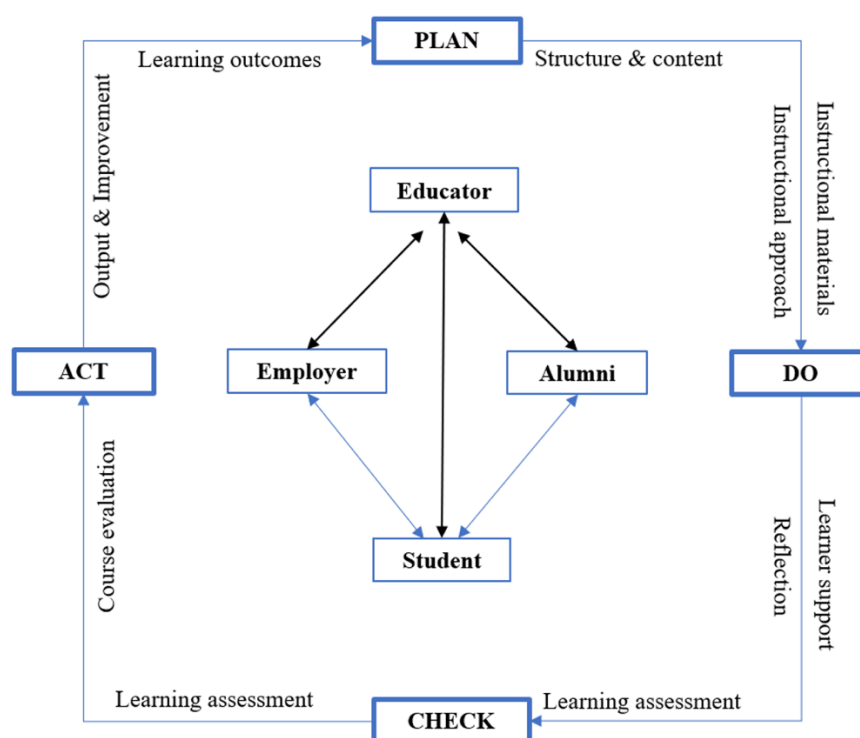 PLAN
Learning outcomes
Structure & content
Output & Improvement
Instructional materials
Instructional approach
Educator
Employer
Alumni
ACT
DO
Student
Course evaluation
Learner support
Reflection
Learning assessment
Learning assessment
CHECK